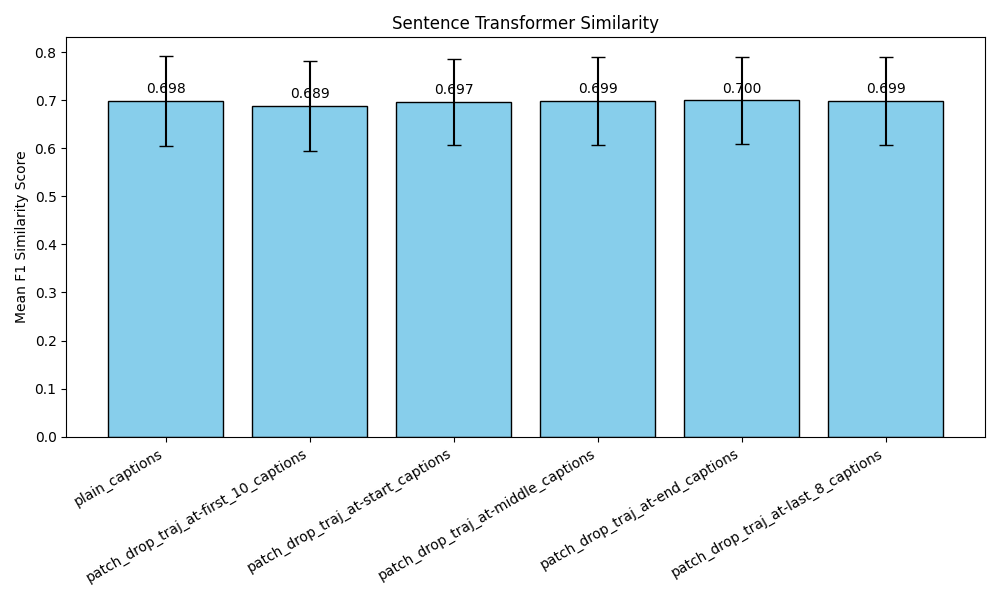 Sentence Transformer Similarity
Mean F1 Similarity Score
0.8
0.7
0.6
0.5
0.4
0.3
0.2
0.1
0.0
0.698
0.689
0.697
0.699
0.700
0.699
plain_captions
patch_drop_traj_at-first_10_captions
patch_drop_traj_at-start_captions
patch_drop_traj_at-middle_captions
patch_drop_traj_at-end_captions
patch_drop_traj_at-last_8_captions